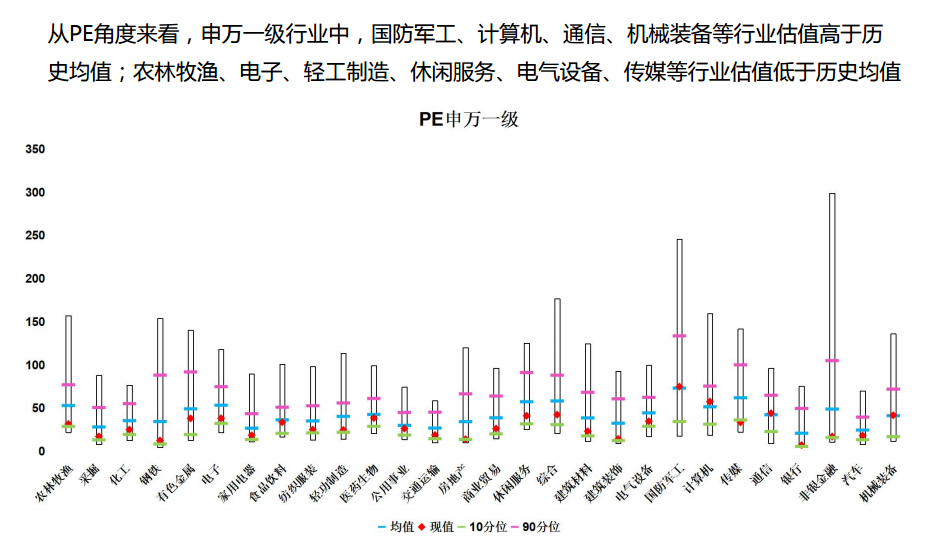 从PE角度来看，申万一级行业中，国防军工、计算机、通信、机械装备等行业估值高于历
史均值；农林牧渔、电子、轻工制造、休闲服务、电气设备、传媒等行业估值低于历史均值
PE申万一级
350
300
250
200
150
100
50
0
农林牧渔
采掘
化工
钢铁
有色金属
电子
家用电器
食品饮料
纺织服装
轻功制造
医药生物
公用事业
交通运输
房地产
商业贸易
休闲服务
综合
建筑材料
建筑装饰
电气设备
国防军工
计算机
传媒
通信
银行
非银金融
汽车
机械装备
均值 现值 10分位 90分位